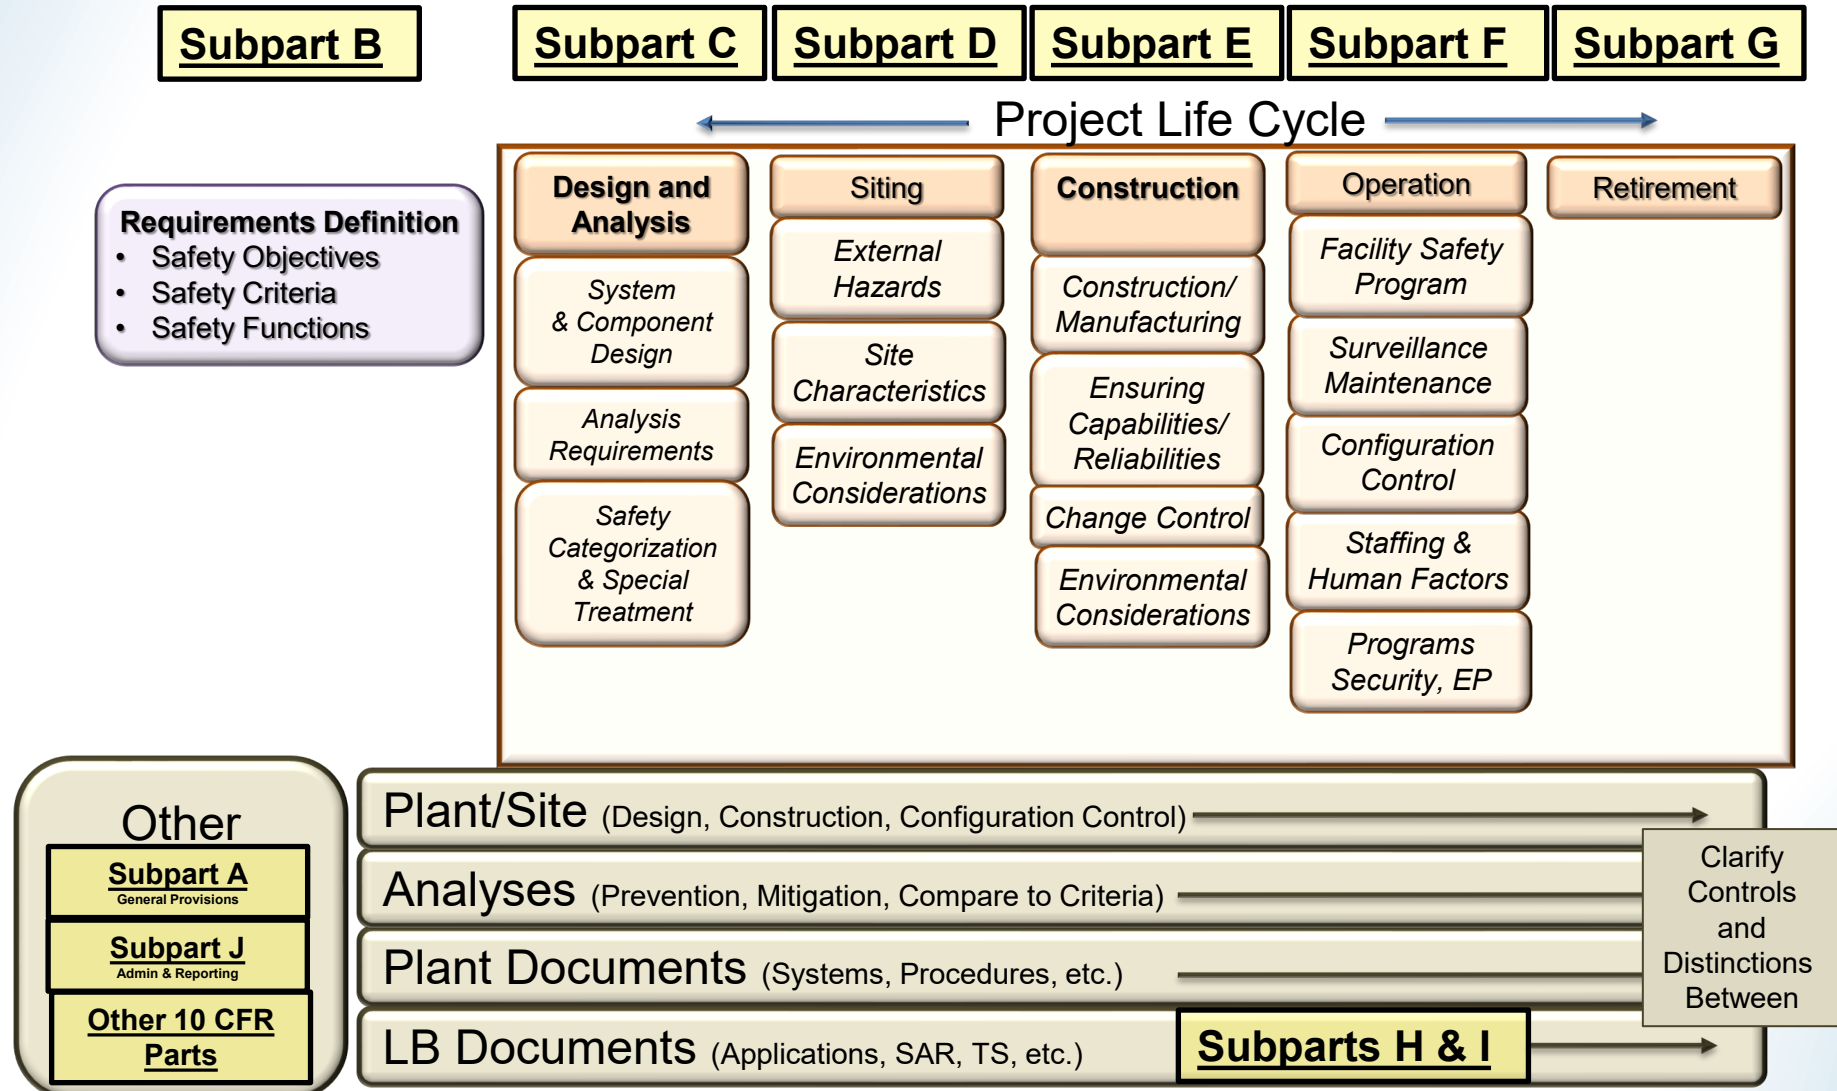 Subpart B
Subpart C
Subpart D
Subpart E
Subpart F
Subpart G
Project Life Cycle
Requirements Definition
• Safety Objectives
• Safety Criteria
• Safety Functions
Design and
Analysis
System
& Component
Design
Analysis
Requirements
Safety
Categorization
& Special
Treatment
Siting
External
Hazards
Site
Characteristics
Environmental
Considerations
Construction
Construction/
Manufacturing
Ensuring
Capabilities/
Reliabilities
Change Control
Environmental
Considerations
Operation
Facility Safety
Program
Surveillance
Maintenance
Configuration
Control
Staffing &
Human Factors
Programs
Security, EP
Retirement
Other
Subpart A
General Provisions
Subpart J
Admin & Reporting
Other 10 CFR
Parts
Plant/Site (Design, Construction, Configuration Control)
Analyses (Prevention, Mitigation, Compare to Criteria)
Plant Documents (Systems, Procedures, etc.)
LB Documents (Applications, SAR, TS, etc.)
Subparts H & I
Clarify
Controls
and
Distinctions
Between